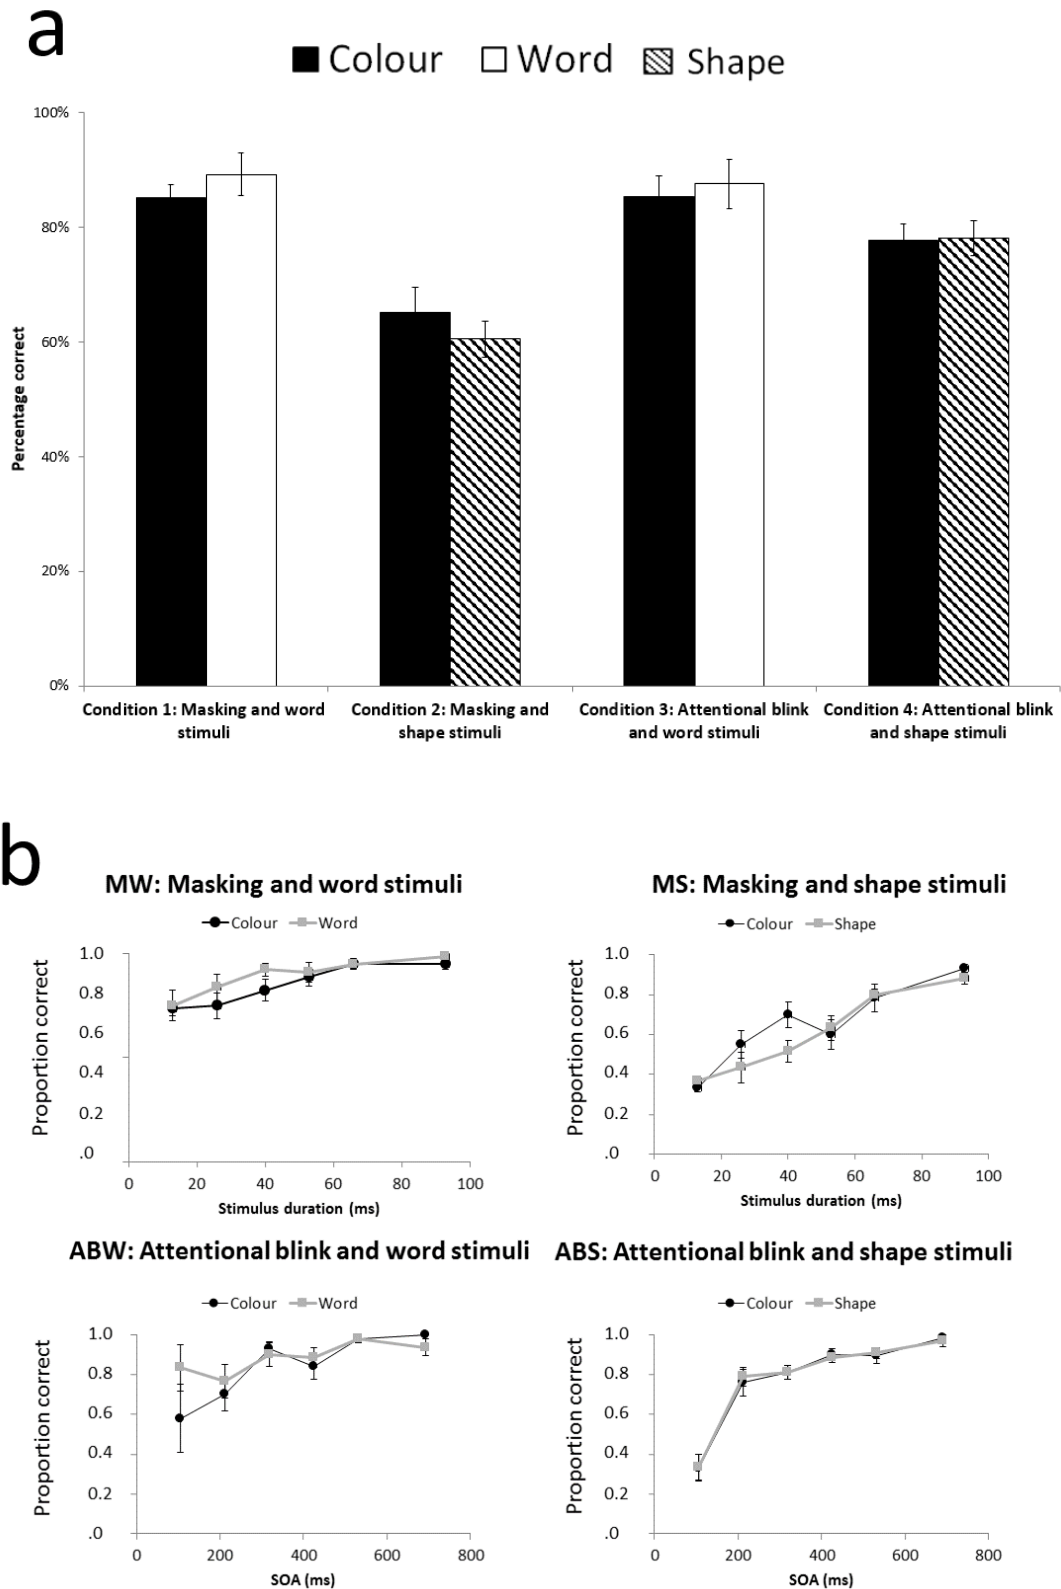 a
Colour Word Shape
100%
80%
60%
40%
20%
0%
Percentage correct
Condition 1: Masking and word
stimuli
Condition 2: Masking and
shape stimuli
Condition 3: Attentional blink
and word stimuli
Condition 4: Attentional blink
and shape stimuli
b
MW: Masking and word stimuli
Colour Word
1.0
0.8
0.6
0.4
0.2
.0
Proportion correct
0 20 40 60 80 100
Stimulus duration (ms)
MS: Masking and shape stimuli
Colour Shape
1.0
0.8
0.6
0.4
0.2
.0
Proportion correct
0 20 40 60 80 100
Stimulus duration (ms)
ABW: Attentional blink and word stimuli
Colour Word
1.0
0.8
0.6
0.4
0.2
.0
Proportion correct
0 200 400 600 800
SOA (ms)
ABS: Attentional blink and shape stimuli
Colour Shape
1.0
0.8
0.6
0.4
0.2
.0
Proportion correct
0 200 400 600 800
SOA (ms)